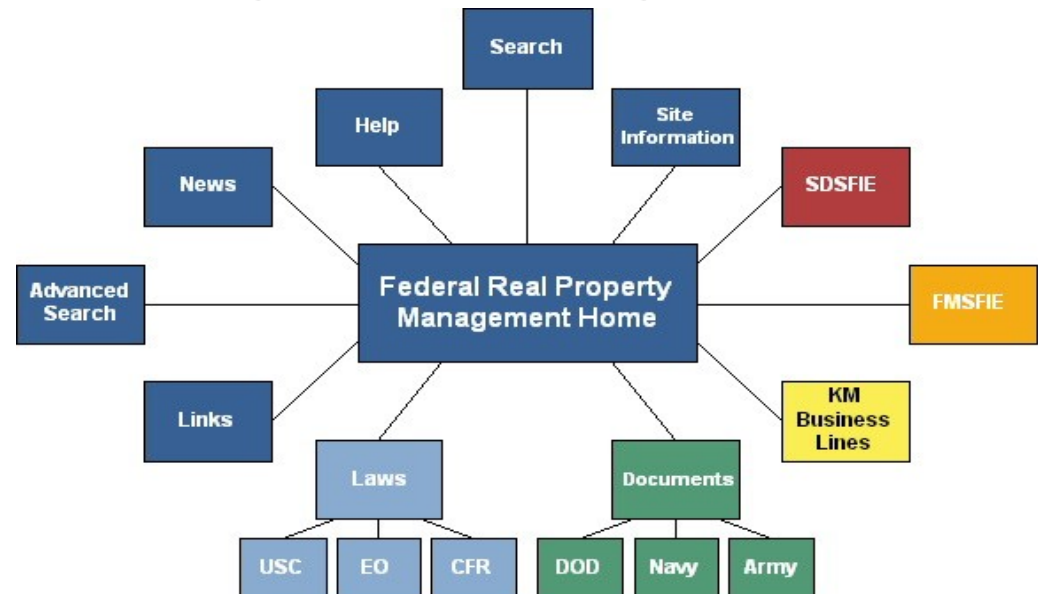 Search
Help
Site
Information
News
SDSFIE
Federal Real Property
Management Home
Advanced
Search
FMSFIE
Links
KM
Business
Lines
Laws
Documents
USC
EO
CFR
DOD
Navy
Army